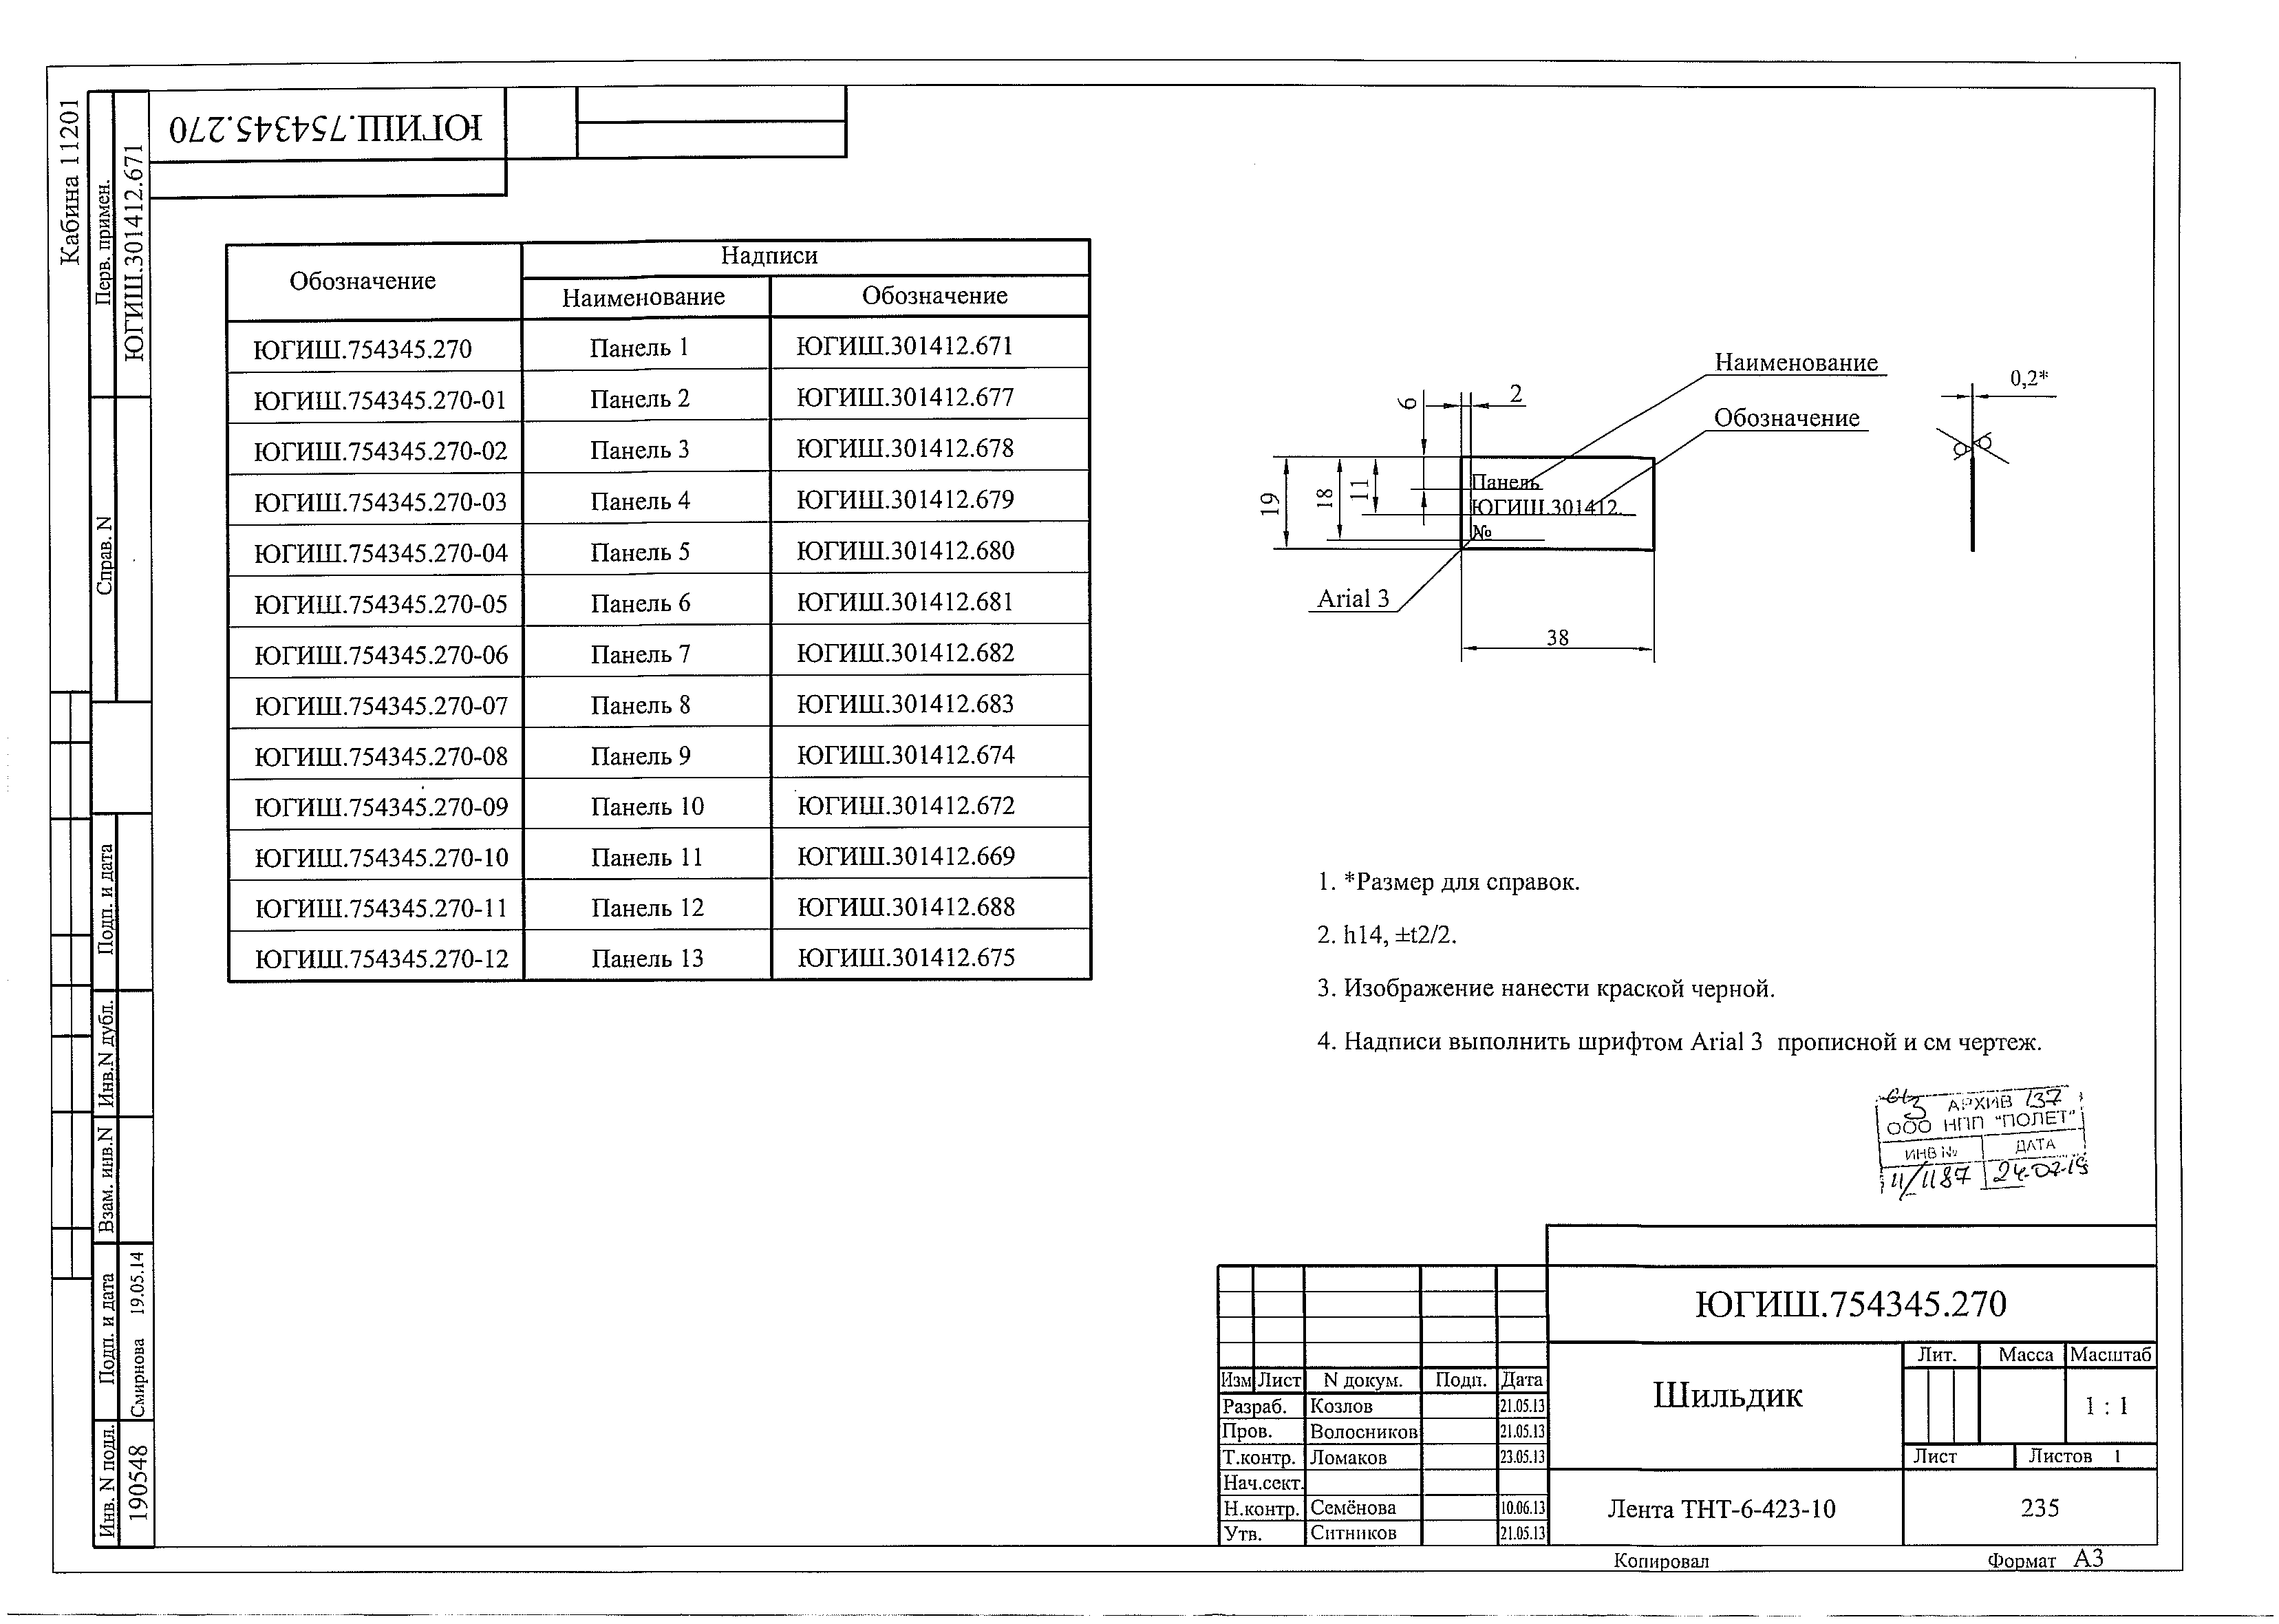 Кабина 11201
Перв. примен.
ЮГИШ.301412.671
Справ. N
Подп. и дата
Инв.N дубл.
Взам. инв.N
Подп. и дата
Смирнова 19.05.14
Инв. N подл.
190548
ЮГИШ.754345.270
Обозначение Надписи
Наименование Обозначение
ЮГИШ.754345.270 Панель 1 ЮГИШ.301412.671
ЮГИШ.754345.270-01 Панель 2 ЮГИШ.301412.677
ЮГИШ.754345.270-02 Панель 3 ЮГИШ.301412.678
ЮГИШ.754345.270-03 Панель 4 ЮГИШ.301412.679
ЮГИШ.754345.270-04 Панель 5 ЮГИШ.301412.680
ЮГИШ.754345.270-05 Панель 6 ЮГИШ.301412.681
ЮГИШ.754345.270-06 Панель 7 ЮГИШ.301412.682
ЮГИШ.754345.270-07 Панель 8 ЮГИШ.301412.683
ЮГИШ.754345.270-08 Панель 9 ЮГИШ.301412.674
ЮГИШ.754345.270-09 Панель 10 ЮГИШ.301412.672
ЮГИШ.754345.270-10 Панель 11 ЮГИШ.301412.669
ЮГИШ.754345.270-11 Панель 12 ЮГИШ.301412.688
ЮГИШ.754345.270-12 Панель 13 ЮГИШ.301412.675
Наименование
Обозначение
6
2
0,2*
19
18
11
Панель
ЮГИШ.301412.
№
Arial 3
38
1. *Размер для справок.
2. h14, ±t2/2.
3. Изображение нанести краской черной.
4. Надписи выполнить шрифтом Arial 3 прописной и см чертеж.
АРХИВ 137
ООО НПП "ПОЛЕТ"
ИНВ № ДАТА
11/1187 24-07-19
ЮГИШ.754345.270
Изм Лист N докум. Подп. Дата
Разраб. Козлов 21.05.13
Пров. Волосников 21.05.13
Т.контр. Ломаков 23.05.13
Нач.сект.
Н.контр. Семёнова 10.06.13
Утв. Ситников 21.05.13
Шильдик
Лит. Масса Масштаб
1 : 1
Лист Листов 1
Лента ТНТ-6-423-10
235
Копировал Формат А3